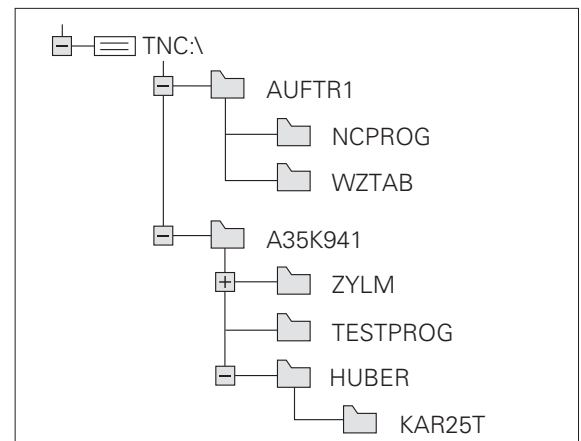 TNC:\
AUFTR1
NCPROG
WZTAB
A35K941
ZYLM
TESTPROG
HUBER
KAR25T